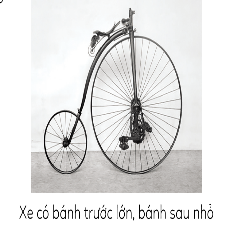 Xe có bánh trước lớn, bánh sau nhỏ